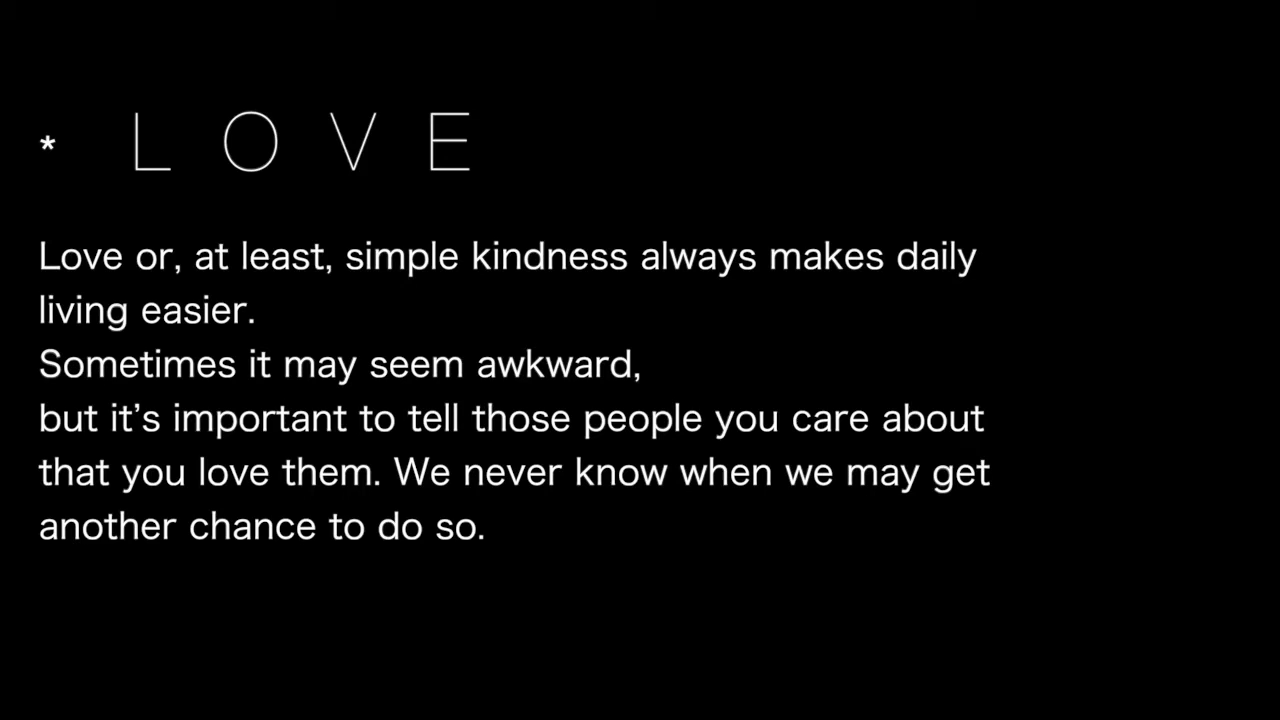 * L O V E
Love or, at least, simple kindness always makes daily
living easier.
Sometimes it may seem awkward,
but it’s important to tell those people you care about
that you love them. We never know when we may get
another chance to do so.